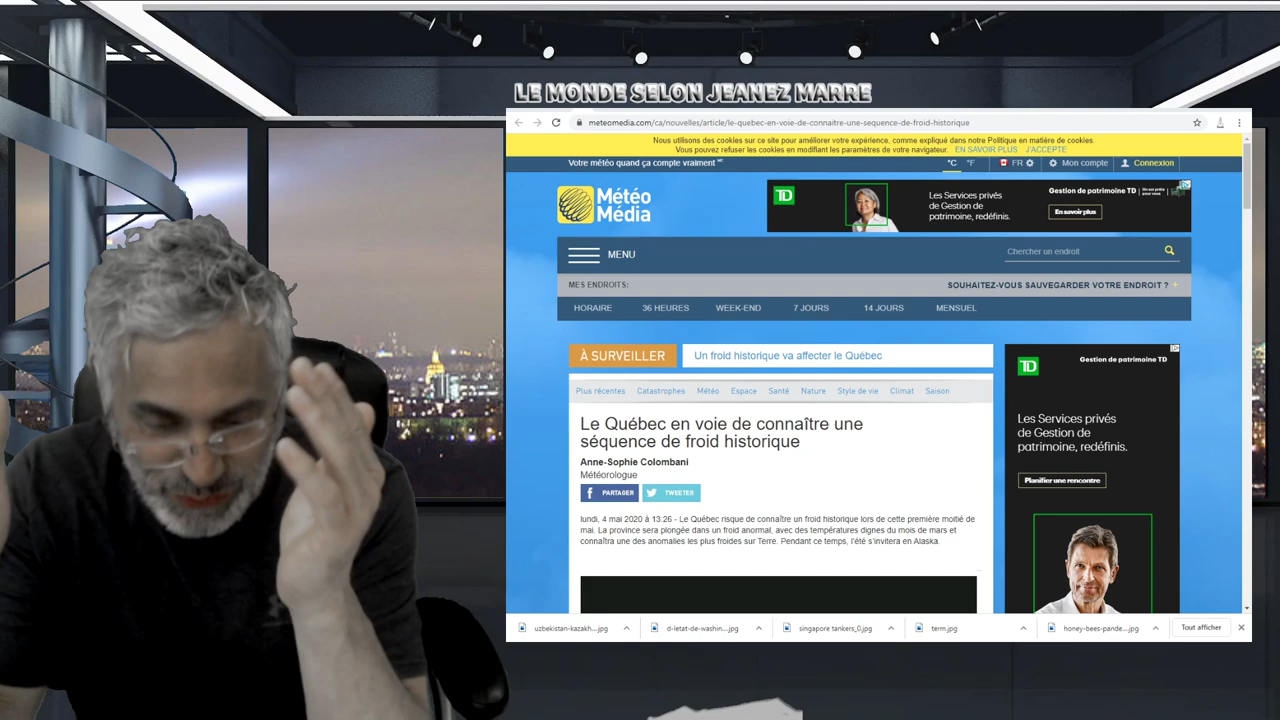 LE MONDE SELON JEANEZ MARRE
meteomedia.com/ca/nouvelles/article/le-quebec-en-voie-de-connaitre-une-sequence-de-froid-historique
Nous utilisons des cookies sur ce site pour améliorer votre expérience, comme expliqué dans notre Politique en matière de cookies.
Vous pouvez refuser les cookies en modifiant les paramètres de votre navigateur. EN SAVOIR PLUS J'ACCEPTE
Votre météo quand ça compte vraiment MC
°C °F FR Mon compte Connexion
Météo
Média
TD
Les Services privés
de Gestion de
patrimoine, redéfinis.
Gestion de patrimoine TD
En savoir plus
MENU
Chercher un endroit
MES ENDROITS:
SOUHAITEZ-VOUS SAUVEGARDER VOTRE ENDROIT ? +
HORAIRE 36 HEURES WEEK-END 7 JOURS 14 JOURS MENSUEL
À SURVEILLER Un froid historique va affecter le Québec
Plus récentes Catastrophes Météo Espace Santé Nature Style de vie Climat Saison
Le Québec en voie de connaître une
séquence de froid historique
Anne-Sophie Colombani
Météorologue
PARTAGER TWEETER
lundi, 4 mai 2020 à 13:26 - Le Québec risque de connaître un froid historique lors de cette première moitié de
mai. La province sera plongée dans un froid anormal, avec des températures dignes du mois de mars et
connaîtra une des anomalies les plus froides sur Terre. Pendant ce temps, l'été s'invitera en Alaska.
TD
Gestion de patrimoine TD
Les Services privés
de Gestion de
patrimoine, redéfinis.
Planifier une rencontre
uzbekistan-kazakh....jpg d-letat-de-washin....jpg singapore tankers_0.jpg term.jpg honey-bees-pande....jpg Tout afficher